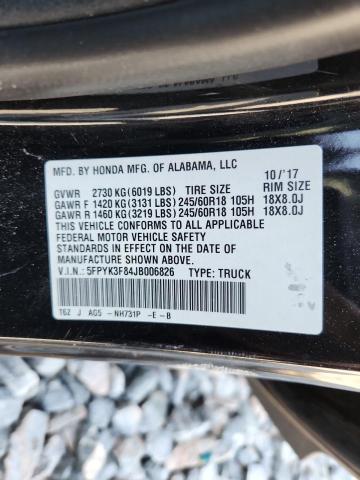 MFD. BY HONDA MFG. OF ALABAMA, LLC 10/'17
GVWR 2730 KG (6019 LBS) TIRE SIZE RIM SIZE
GAWR F 1420 KG (3131 LBS) 245/60R18 105H 18X8.0J
GAWR R 1460 KG (3219 LBS) 245/60R18 105H 18X8.0J
THIS VEHICLE CONFORMS TO ALL APPLICABLE
FEDERAL MOTOR VEHICLE SAFETY
STANDARDS IN EFFECT ON THE DATE OF
MANUFACTURE SHOWN ABOVE.
V.I.N.: 5FPYK3F84JB006826 TYPE: TRUCK
T6Z J AG5 -NH731P -E -B